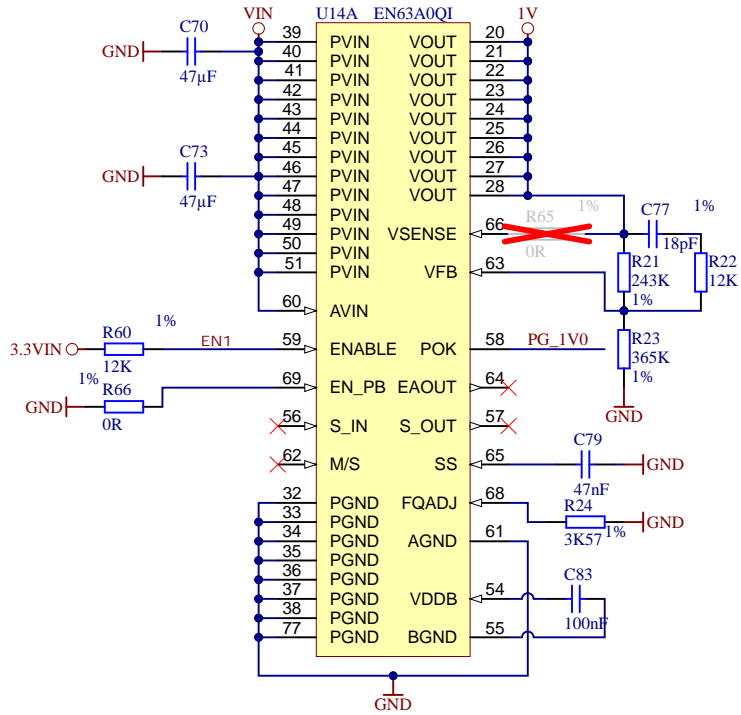 VIN U14A EN63A0QI 1V
C70 39 PVIN VOUT 20
GND 40 PVIN VOUT 21
47µF 41 PVIN VOUT 22
42 PVIN VOUT 23
43 PVIN VOUT 24
44 PVIN VOUT 25
C73 45 PVIN VOUT 26
GND 46 PVIN VOUT 27
47µF 47 PVIN VOUT 28
48 PVIN R65 1% C77 1%
49 PVIN VSENSE 66 0R 18pF
50 PVIN R21 R22
51 PVIN VFB 63 243K 12K
1%
60 AVIN
R60 1% R23
3.3VIN 12K EN1 59 ENABLE POK 58 PG_1V0 365K
1% R66 69 EN_PB EAOUT 64 1%
GND 0R GND
56 S_IN S_OUT 57
C79
62 M/S SS 65 GND
47nF
32 PGND FQADJ 68 R24
33 PGND GND
34 PGND AGND 61 3K57 1%
35 PGND
36 PGND C83
37 PGND VDDB 54
38 PGND 100nF
77 PGND BGND 55
GND